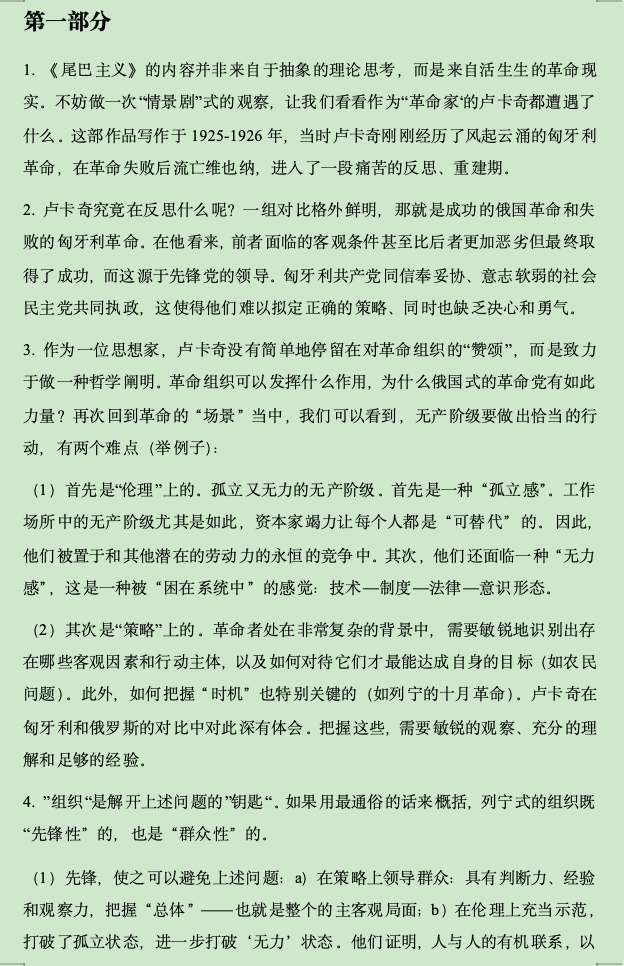 第一部分
1. 《尾巴主义》的内容并非来自于抽象的理论思考，而是来自活生生的革命现
实。不妨做一次“情景剧”式的观察，让我们看看作为“革命家‘的卢卡奇都遭遇了
什么。这部作品写作于 1925-1926 年，当时卢卡奇刚刚经历了风起云涌的匈牙利
革命，在革命失败后流亡维也纳，进入了一段痛苦的反思、重建期。
2. 卢卡奇究竟在反思什么呢？一组对比格外鲜明，那就是成功的俄国革命和失
败的匈牙利革命。在他看来，前者面临的客观条件甚至比后者更加恶劣但最终取
得了成功，而这源于先锋党的领导。匈牙利共产党同信奉妥协、意志软弱的社会
民主党共同执政，这使得他们难以拟定正确的策略、同时也缺乏决心和勇气。
3. 作为一位思想家，卢卡奇没有简单地停留在对革命组织的“赞颂”，而是致力
于做一种哲学阐明。革命组织可以发挥什么作用，为什么俄国式的革命党有如此
力量？再次回到革命的“场景”当中，我们可以看到，无产阶级要做出恰当的行
动，有两个难点（举例子）：
（1）首先是“伦理”上的。孤立又无力的无产阶级。首先是一种“孤立感”。工作
场所中的无产阶级尤其是如此，资本家竭力让每个人都是“可替代”的。因此，
他们被置于和其他潜在的劳动力的永恒的竞争中。其次，他们还面临一种“无力
感”，这是一种被“困在系统中”的感觉：技术—制度—法律—意识形态。
（2）其次是“策略”上的。革命者处在非常复杂的背景中，需要敏锐地识别出存
在哪些客观因素和行动主体，以及如何对待它们才最能达成自身的目标（如农民
问题）。此外，如何把握“时机”也特别关键的（如列宁的十月革命）。卢卡奇在
匈牙利和俄罗斯的对比中对此深有体会。把握这些，需要敏锐的观察、充分的理
解和足够的经验。
4. ”组织“是解开上述问题的”钥匙“。如果用最通俗的话来概括，列宁式的组织既
“先锋性”的，也是“群众性”的。
（1）先锋，使之可以避免上述问题：a）在策略上领导群众：具有判断力、经验
和观察力，把握“总体”——也就是整个的主客观局面；b）在伦理上充当示范，
打破了孤立状态，进一步打破‘无力’状态。他们证明，人与人的有机联系，以